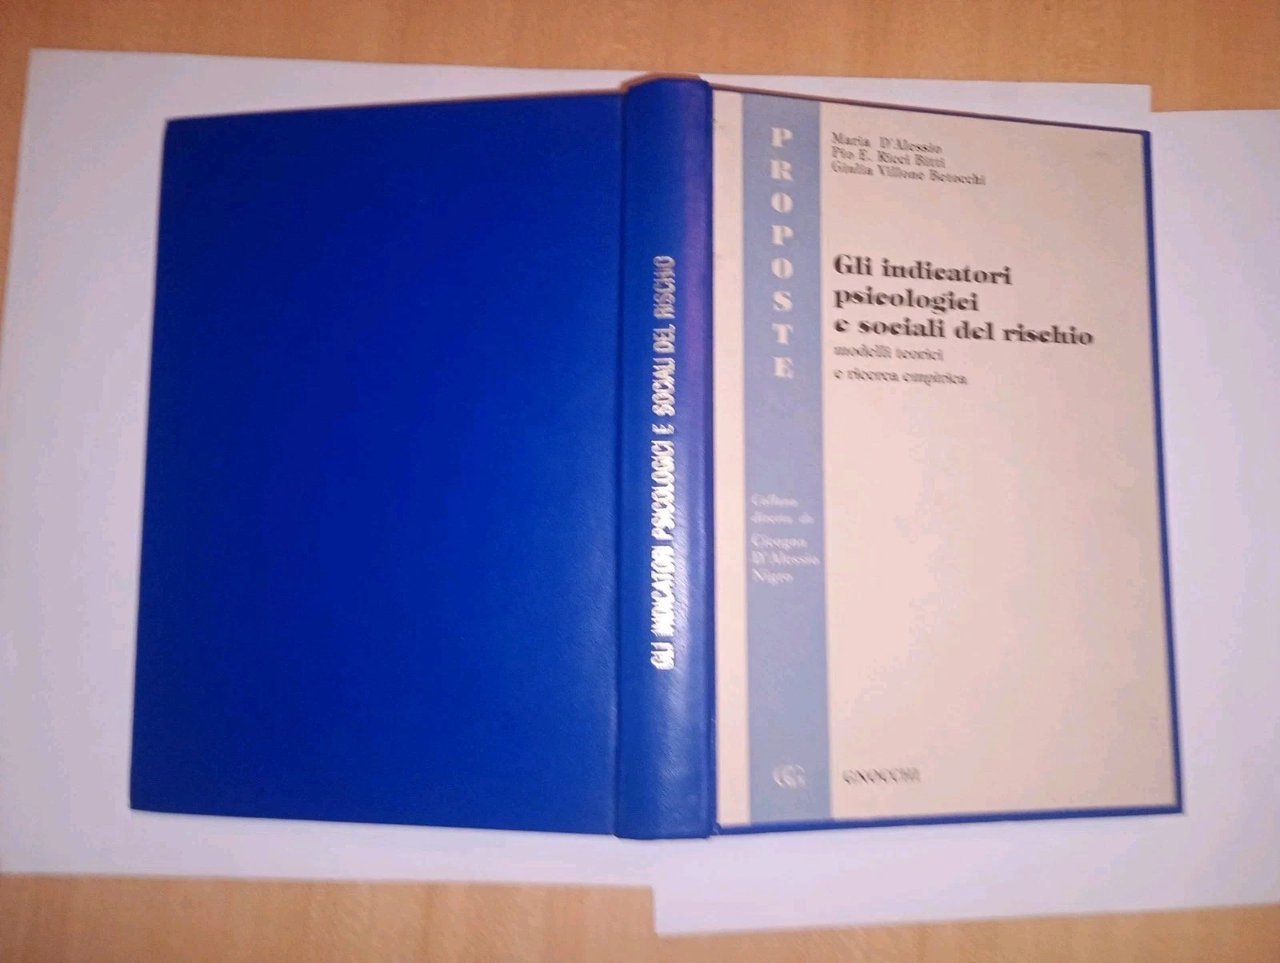 GLI INDICATORI PSICOLOGICI E SOCIALI DEL RISCHIO
PROPOSTE
Maria D'Alessio
Pio E. Ricci Bitti
Giulia Villone Betocchi
Gli indicatori
psicologici
e sociali del rischio
modelli teorici
e ricerca empirica
Collana
diretta da
Cicogna
D'Alessio
Nigro
G
GNOCCHI